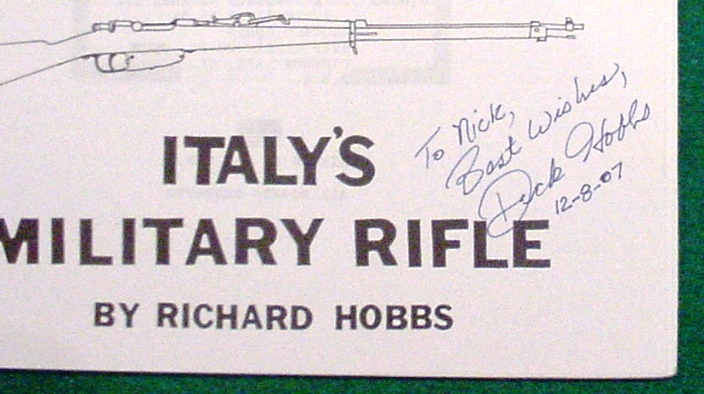 To Nick,
Best Wishes,
Dick Hobbs
12-8-07
ITALY'S
MILITARY RIFLE
BY RICHARD HOBBS